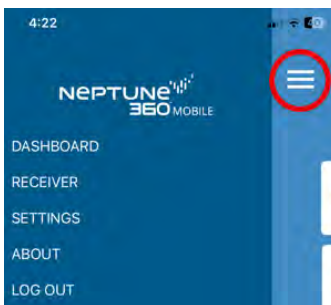 4:22
NEPTUNE
360 MOBILE
DASHBOARD
RECEIVER
SETTINGS
ABOUT
LOG OUT